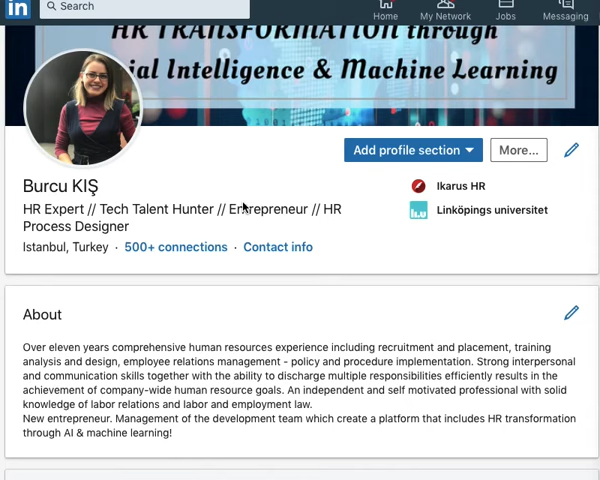 in
Search
Home
My Network
Jobs
Messaging
HR TRANSFORMATION through
ial Intelligence & Machine Learning
Add profile section
More...
Burcu KIŞ
HR Expert // Tech Talent Hunter // Entrepreneur // HR
Process Designer
Istanbul, Turkey · 500+ connections · Contact info
Ikarus HR
Linköpings universitet
About
Over eleven years comprehensive human resources experience including recruitment and placement, training
analysis and design, employee relations management - policy and procedure implementation. Strong interpersonal
and communication skills together with the ability to discharge multiple responsibilities efficiently results in the
achievement of company-wide human resource goals. An independent and self motivated professional with solid
knowledge of labor relations and labor and employment law.
New entrepreneur. Management of the development team which create a platform that includes HR transformation
through AI & machine learning!